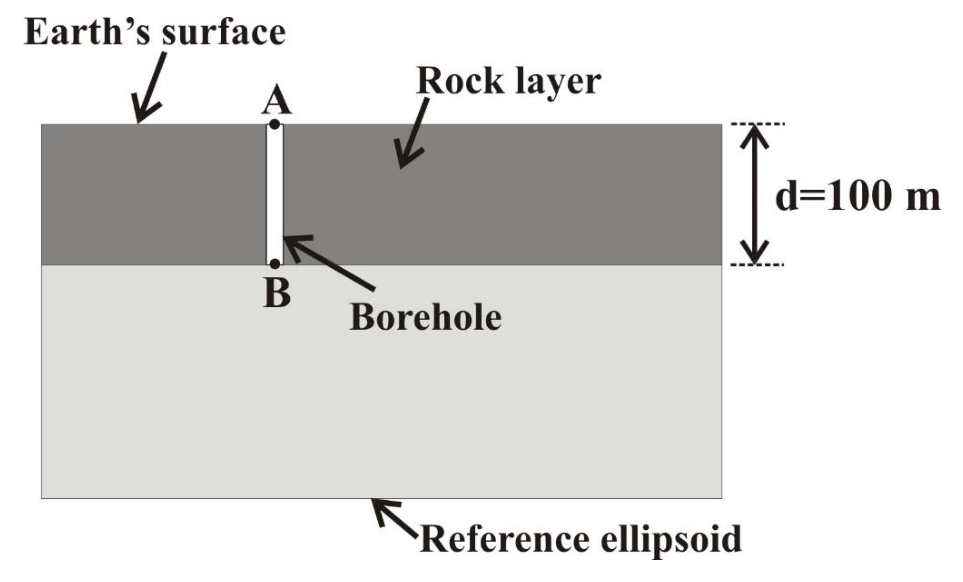 Earth's surface
Rock layer
A
d=100 m
B
Borehole
Reference ellipsoid